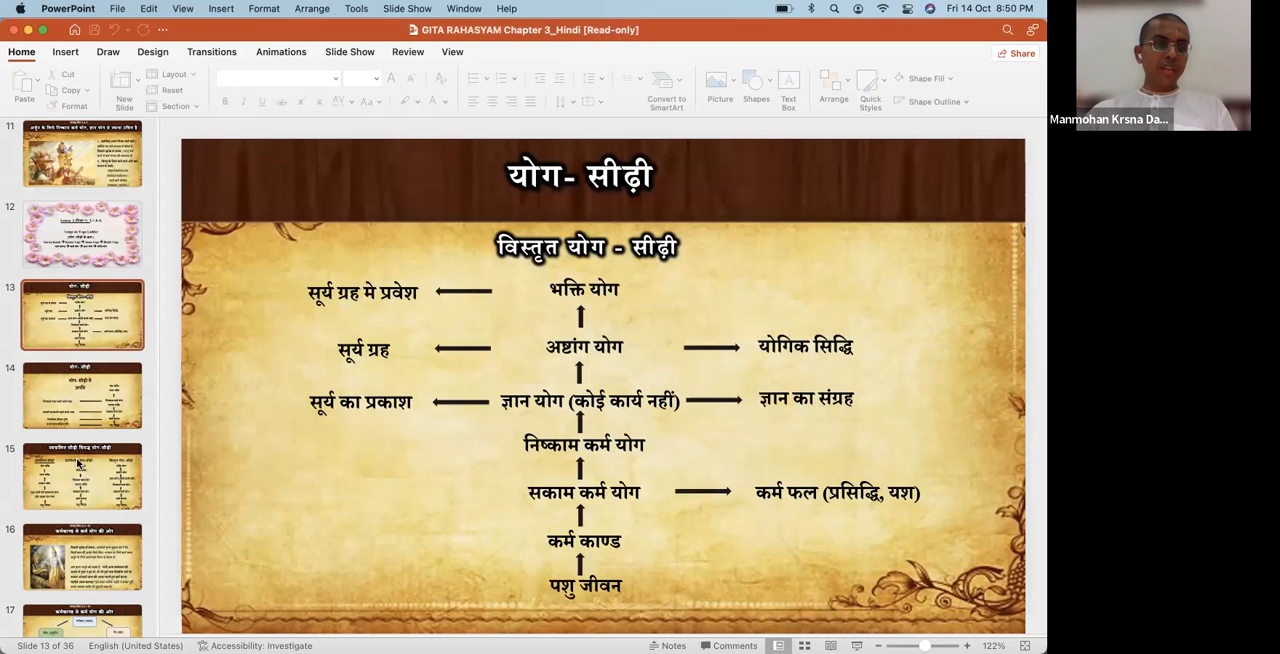 PowerPoint File Edit View Insert Format Arrange Tools Slide Show Window Help Fri 14 Oct 8:50 PM
GITA RAHASYAM Chapter 3_Hindi [Read-only]
Home Insert Draw Design Transitions Animations Slide Show Review View Share
Paste Cut Copy Format New Slide Layout Reset Section Convert to SmartArt Picture Shapes Text Box Arrange Quick Styles Shape Fill Shape Outline
Manmohan Krsna Da...
11
12
13
14
15
16
17
योग- सीढ़ी
विस्तृत योग - सीढ़ी
सूर्य ग्रह मे प्रवेश भक्ति योग
सूर्य ग्रह अष्टांग योग योगिक सिद्धि
सूर्य का प्रकाश ज्ञान योग (कोई कार्य नहीं) ज्ञान का संग्रह
निष्काम कर्म योग
सकाम कर्म योग कर्म फल (प्रसिद्धि, यश)
कर्म काण्ड
पशु जीवन
Slide 13 of 36 English (United States) Accessibility: Investigate Notes Comments 122%